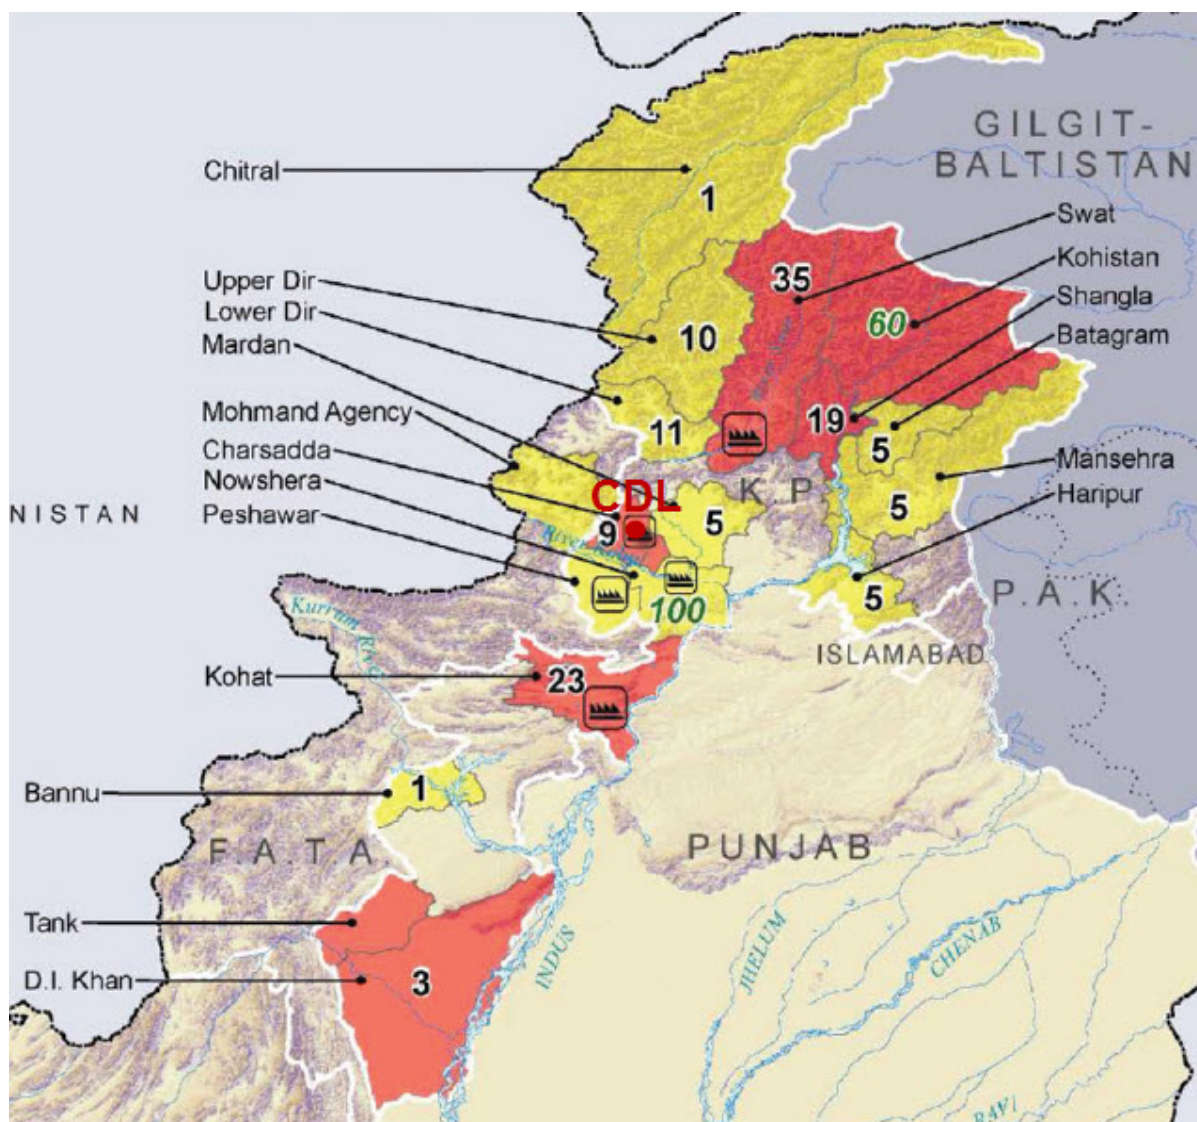 GILGIT-
BALTISTAN
Chitral
1
Swat
Kohistan
Shangla
Batagram
Upper Dir
Lower Dir
Mardan
35
60
10
19
11
5
Mohmand Agency
Charsadda
Nowshera
Peshawar
Mansehra
Haripur
NISTAN
CDL
K.P
9
5
5
5
100
P.A.K.
ISLAMABAD
Kurrum River
Kohat
23
Bannu
1
F.A.T.A
PUNJAB
Tank
D.I. Khan
3
INDUS
JHELUM
CHENAB
RAVI